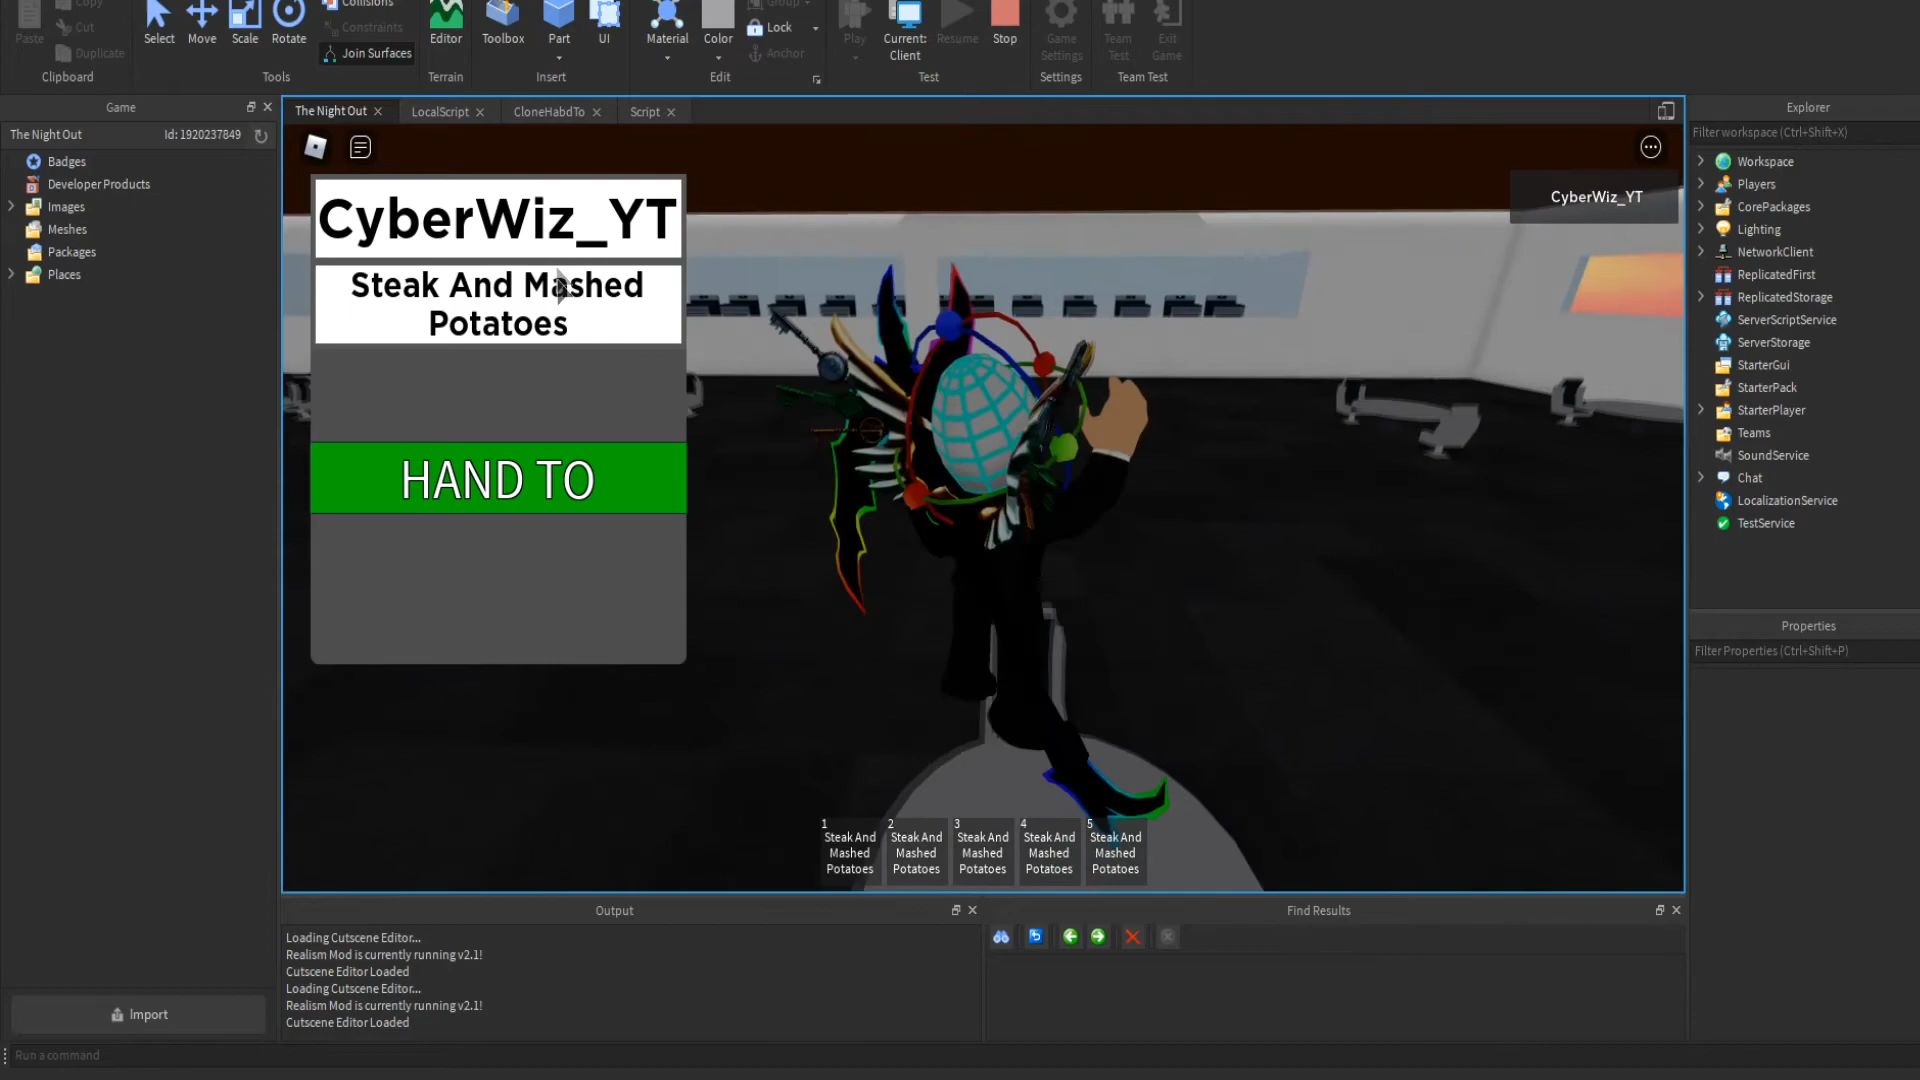 Paste
Copy
Cut
Duplicate
Clipboard
Select
Move
Scale
Rotate
Collisions
Constraints
Join Surfaces
Tools
Editor
Terrain
Toolbox
Part
UI
Insert
Material
Color
Group
Lock
Anchor
Edit
Play
Current:
Client
Resume
Stop
Test
Game
Settings
Settings
Team
Test
Exit
Game
Team Test
Game
The Night Out
Id: 1920237849
Badges
Developer Products
Images
Meshes
Packages
Places
Import
The Night Out
LocalScript
CloneHabdTo
Script
CyberWiz_YT
Steak And Mashed
Potatoes
HAND TO
CyberWiz_YT
1
Steak And
Mashed
Potatoes
2
Steak And
Mashed
Potatoes
3
Steak And
Mashed
Potatoes
4
Steak And
Mashed
Potatoes
5
Steak And
Mashed
Potatoes
Output
Loading Cutscene Editor...
Realism Mod is currently running v2.1!
Cutscene Editor Loaded
Loading Cutscene Editor...
Realism Mod is currently running v2.1!
Cutscene Editor Loaded
Find Results
Explorer
Filter workspace (Ctrl+Shift+X)
Workspace
Players
CorePackages
Lighting
NetworkClient
ReplicatedFirst
ReplicatedStorage
ServerScriptService
ServerStorage
StarterGui
StarterPack
StarterPlayer
Teams
SoundService
Chat
LocalizationService
TestService
Properties
Filter Properties (Ctrl+Shift+P)
Run a command